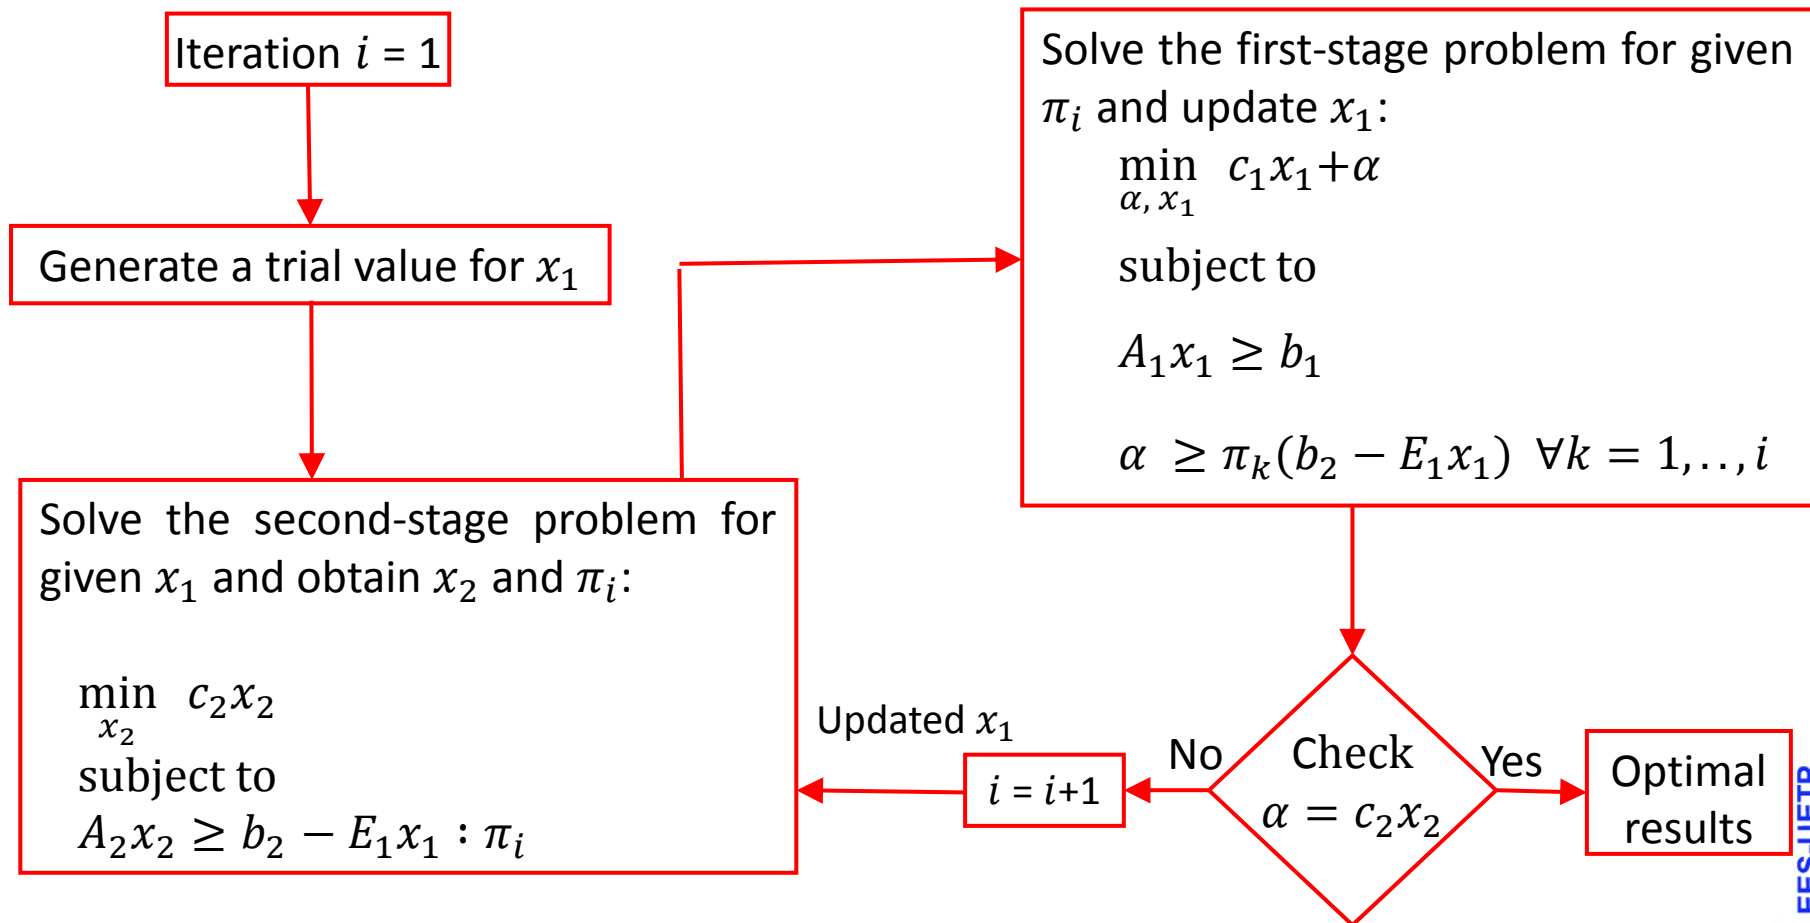 Iteration 𝑖 = 1
Generate a trial value for 𝑥₁
Solve the second-stage problem for
given 𝑥₁ and obtain 𝑥₂ and 𝜋ᵢ:
min 𝑐₂𝑥₂
𝑥₂
subject to
𝐴₂𝑥₂ ≥ 𝑏₂ − 𝐸₁𝑥₁ : 𝜋ᵢ
Solve the first-stage problem for given
𝜋ᵢ and update 𝑥₁:
min 𝑐₁𝑥₁+𝛼
𝛼, 𝑥₁
subject to
𝐴₁𝑥₁ ≥ 𝑏₁
𝛼 ≥ 𝜋ₖ(𝑏₂ − 𝐸₁𝑥₁) ∀𝑘 = 1,..,𝑖
Check
𝛼 = 𝑐₂𝑥₂
No
Yes
𝑖 = 𝑖+1
Updated 𝑥₁
Optimal
results